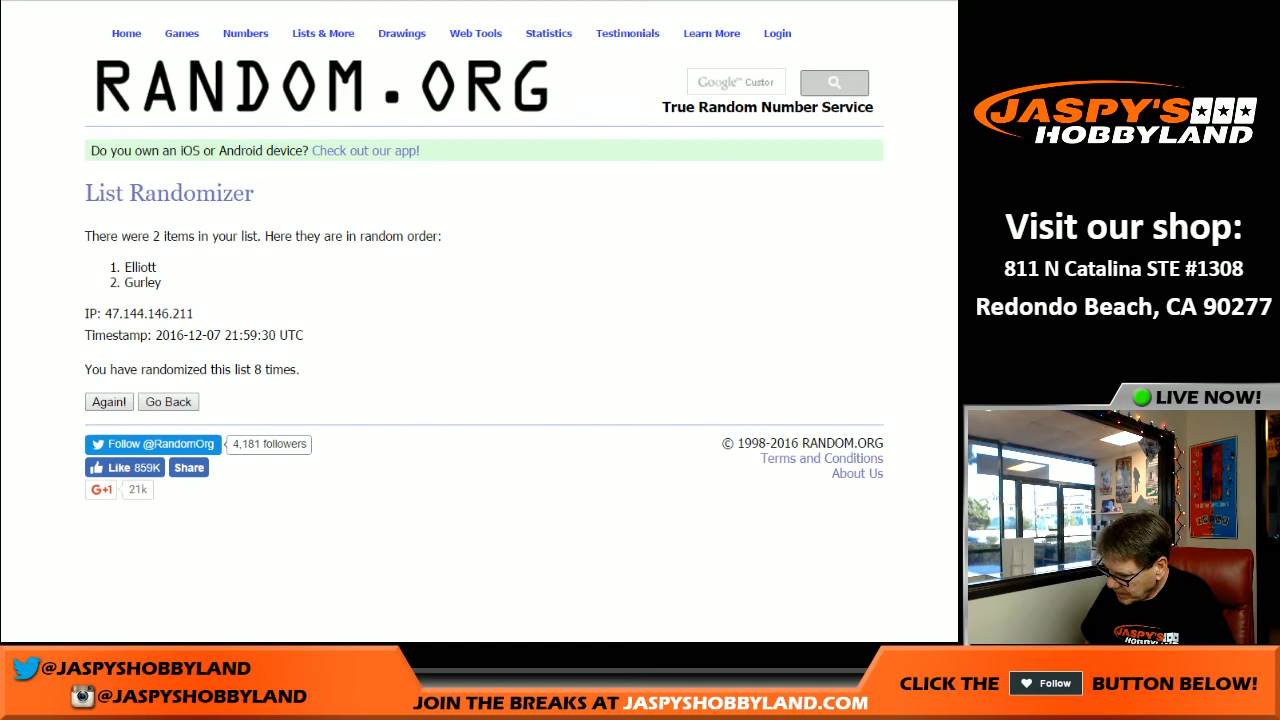 Home Games Numbers Lists & More Drawings Web Tools Statistics Testimonials Learn More Login
RANDOM.ORG
Google™ Custor
True Random Number Service
Do you own an iOS or Android device? Check out our app!
List Randomizer
There were 2 items in your list. Here they are in random order:
1. Elliott
2. Gurley
IP: 47.144.146.211
Timestamp: 2016-12-07 21:59:30 UTC
You have randomized this list 8 times.
Again! Go Back
Follow @RandomOrg 4,181 followers
Like 859K Share
G+1 21k
© 1998-2016 RANDOM.ORG
Terms and Conditions
About Us
JASPY'S
HOBBYLAND
Visit our shop:
811 N Catalina STE #1308
Redondo Beach, CA 90277
LIVE NOW!
JASPY'S
HOBBYLAND
@JASPYSHOBBYLAND
@JASPYSHOBBYLAND
JOIN THE BREAKS AT JASPYSHOBBYLAND.COM
CLICK THE Follow BUTTON BELOW!